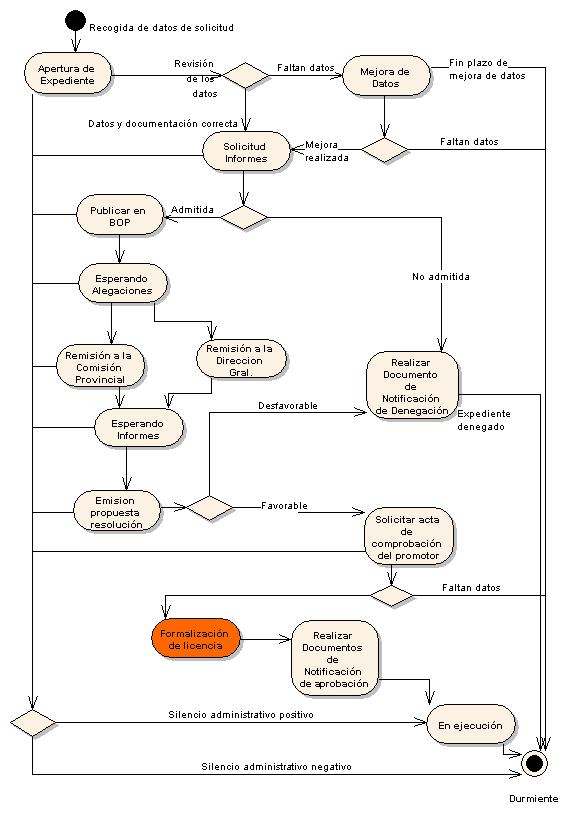 Recogida de datos de solicitud
Apertura de
Expediente
Revisión
de los
datos
Faltan datos
Mejora de
Datos
Fin plazo de
mejora de datos
Datos y documentación correcta
Solicitud
Informes
Mejora
realizada
Faltan datos
Publicar en
BOP
Admitida
No admitida
Esperando
Alegaciones
Remisión a la
Comisión
Provincial
Remisión a la
Direccion
Gral.
Realizar
Documento
de
Notificación
de Denegación
Esperando
Informes
Desfavorable
Expediente
denegado
Emision
propuesta
resolución
Favorable
Solicitar acta
de
comprobación
del promotor
Faltan datos
Formalización
de licencia
Realizar
Documentos
de
Notificación
de aprobación
Silencio administrativo positivo
En ejecución
Silencio administrativo negativo
Durmiente